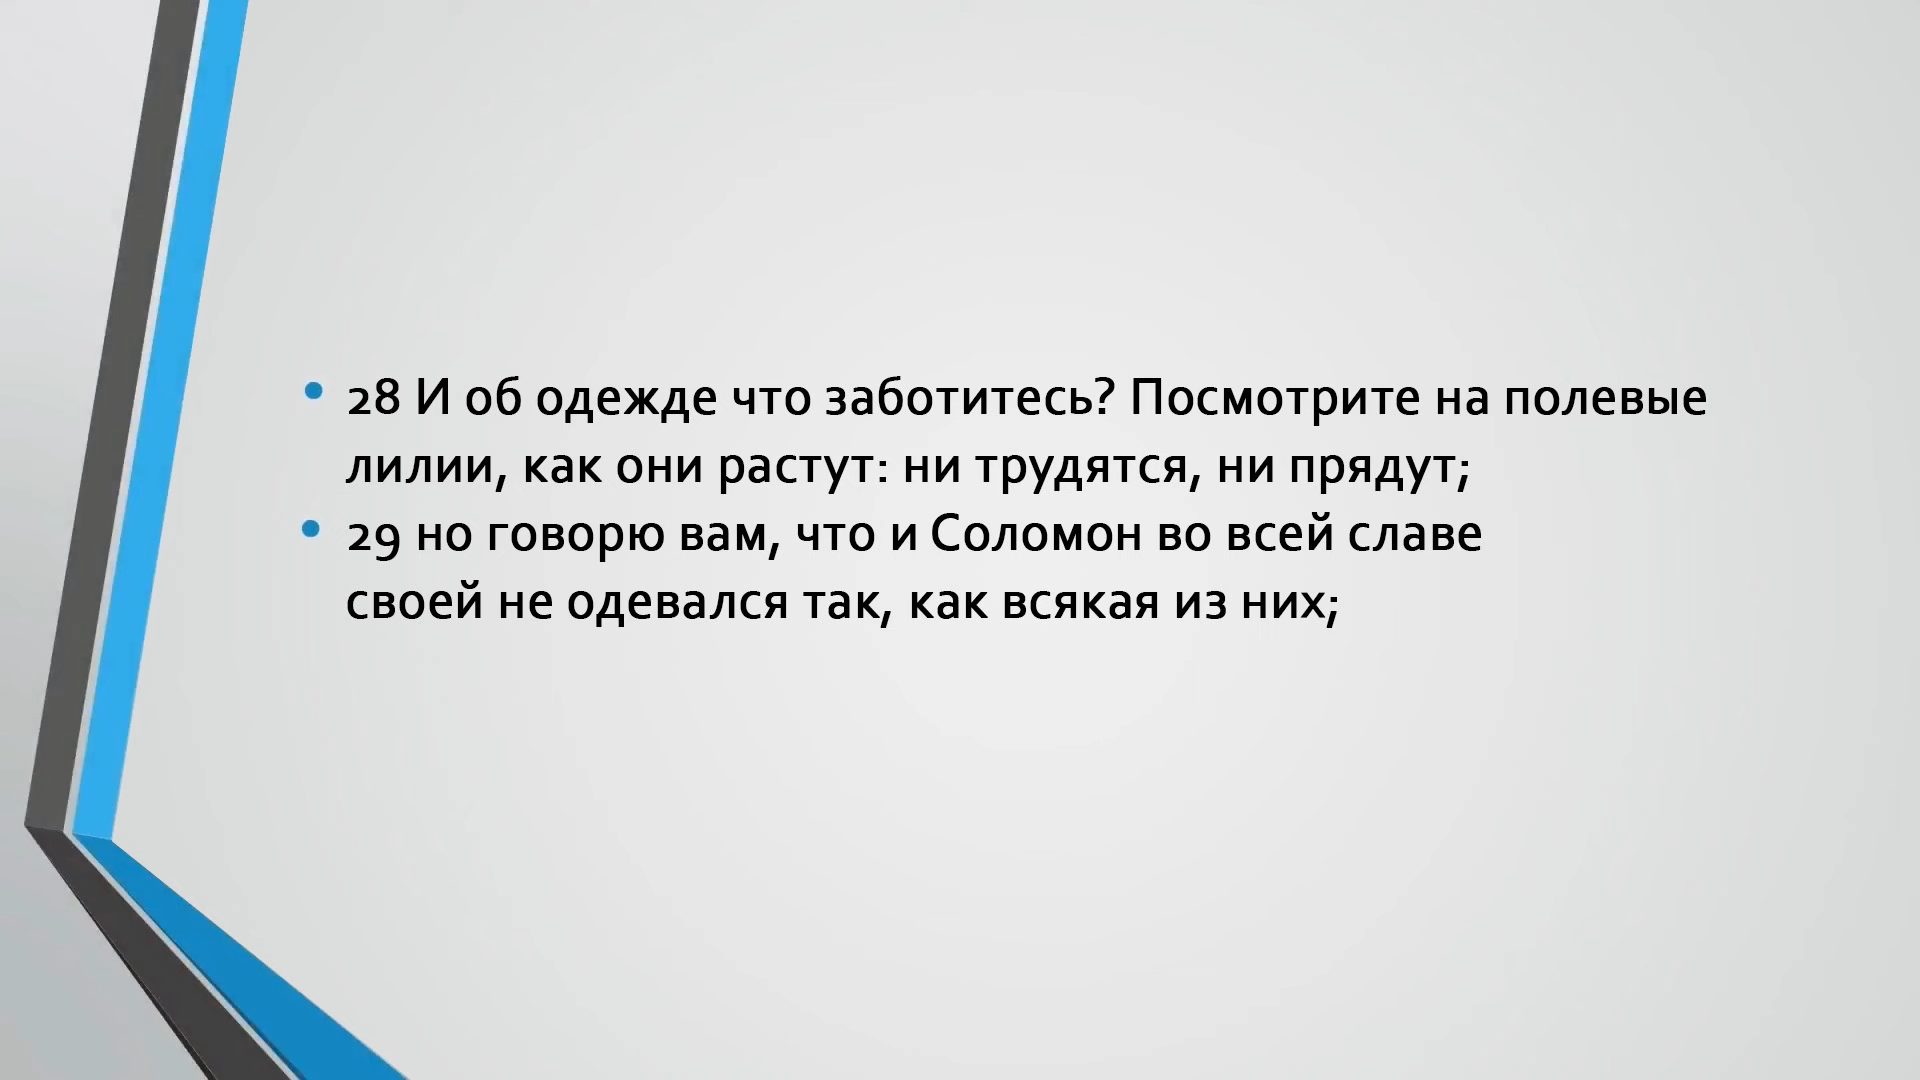 • 28 И об одежде что заботитесь? Посмотрите на полевые
лилии, как они растут: ни трудятся, ни прядут;
• 29 но говорю вам, что и Соломон во всей славе
своей не одевался так, как всякая из них;